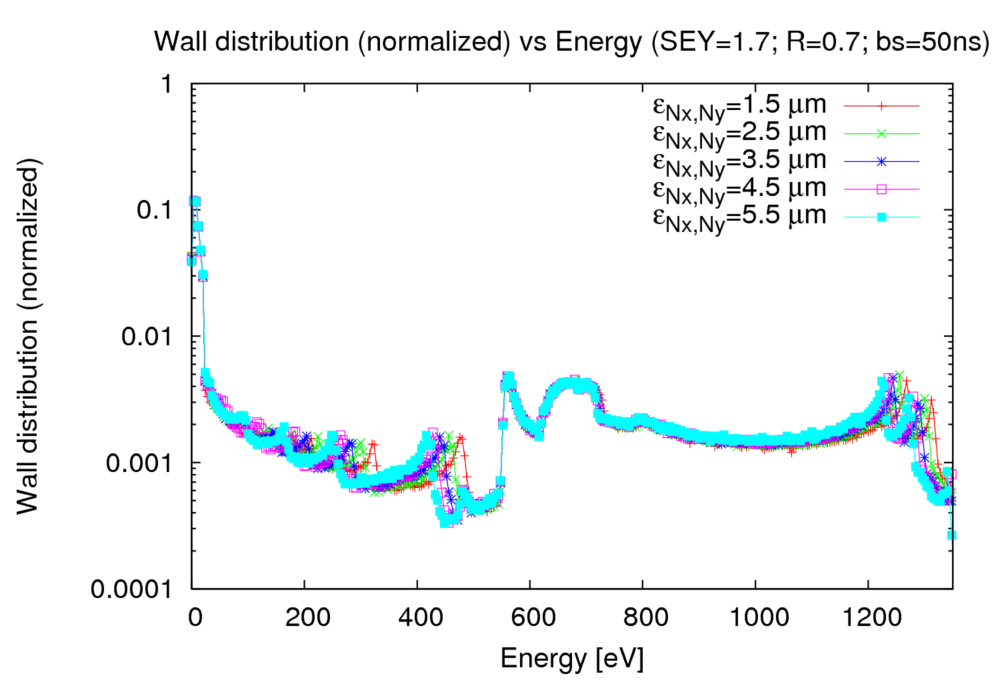 Wall distribution (normalized) vs Energy (SEY=1.7; R=0.7; bs=50ns)
1
0.1
0.01
0.001
0.0001
Wall distribution (normalized)
εNx,Ny=1.5 μm
εNx,Ny=2.5 μm
εNx,Ny=3.5 μm
εNx,Ny=4.5 μm
εNx,Ny=5.5 μm
0 200 400 600 800 1000 1200
Energy [eV]